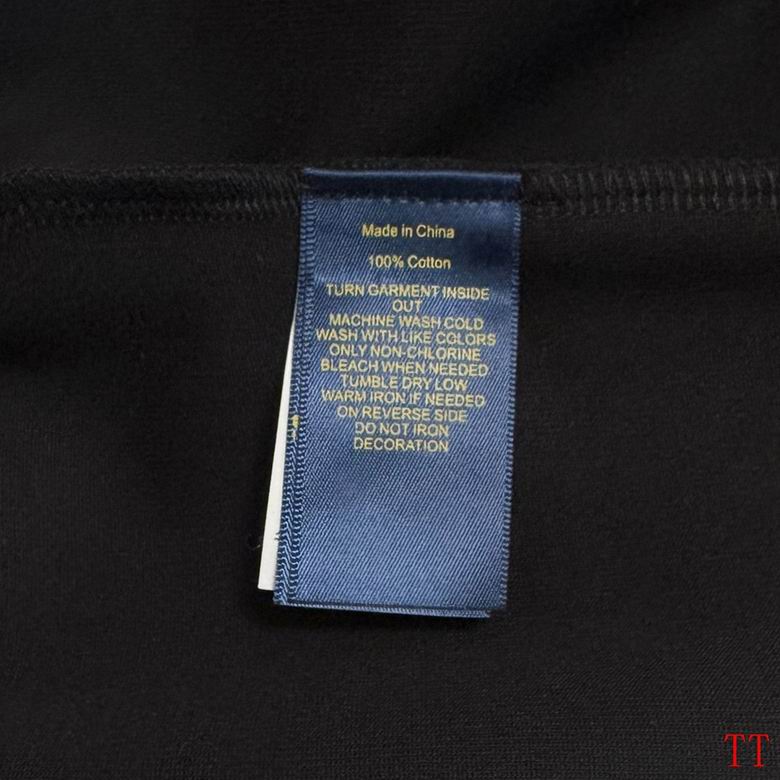 Made in China
100% Cotton
TURN GARMENT INSIDE
OUT
MACHINE WASH COLD
WASH WITH LIKE COLORS
ONLY NON-CHLORINE
BLEACH WHEN NEEDED
TUMBLE DRY LOW
WARM IRON IF NEEDED
ON REVERSE SIDE
DO NOT IRON
DECORATION
TT